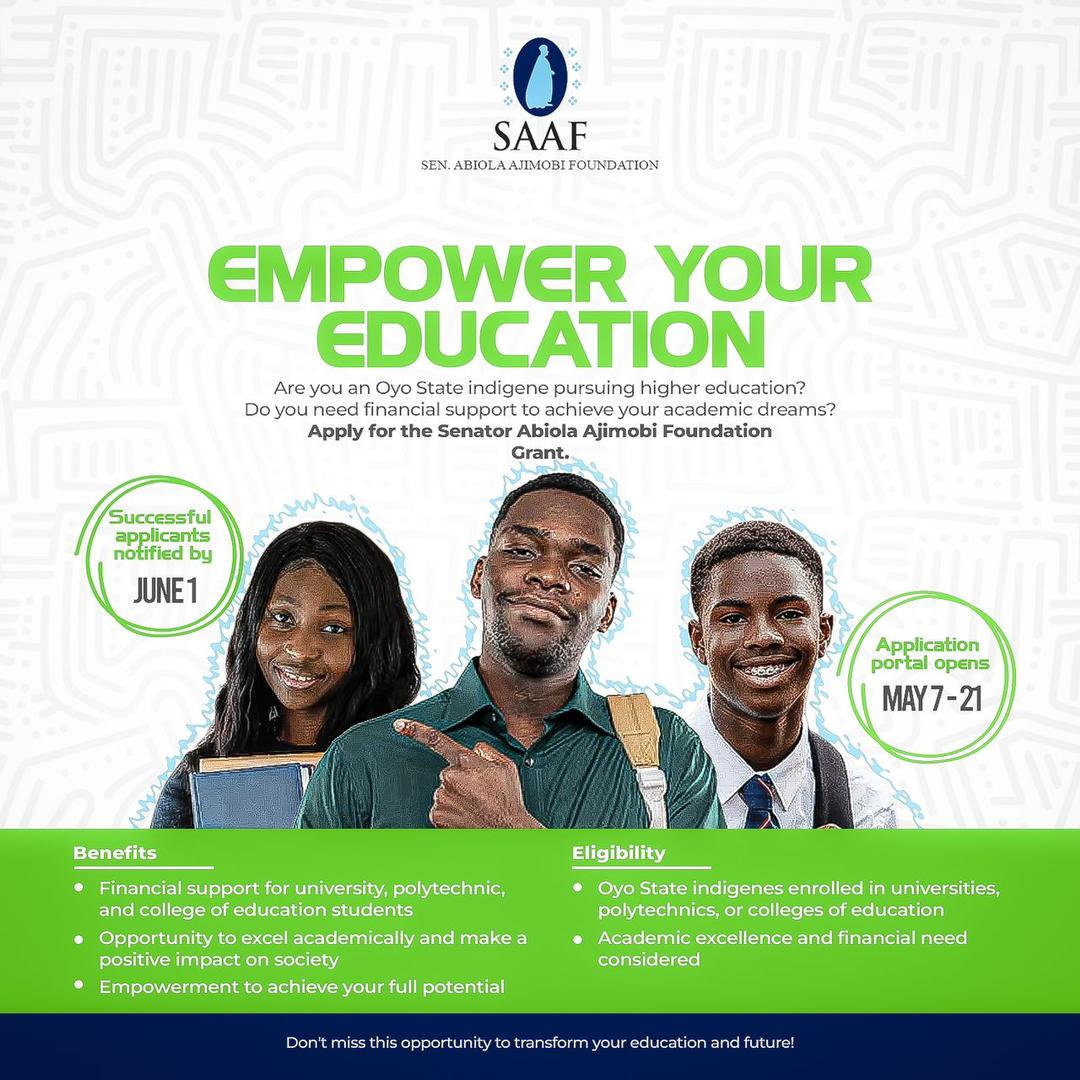 SAAF
SEN. ABIOLA AJIMOBI FOUNDATION
EMPOWER YOUR
EDUCATION
Are you an Oyo State indigene pursuing higher education?
Do you need financial support to achieve your academic dreams?
Apply for the Senator Abiola Ajimobi Foundation
Grant.
Successful
applicants
notified by
JUNE 1
Application
portal opens
MAY 7 - 21
Benefits
• Financial support for university, polytechnic,
and college of education students
• Opportunity to excel academically and make a
positive impact on society
• Empowerment to achieve your full potential
Eligibility
• Oyo State indigenes enrolled in universities,
polytechnics, or colleges of education
• Academic excellence and financial need
considered
Don't miss this opportunity to transform your education and future!